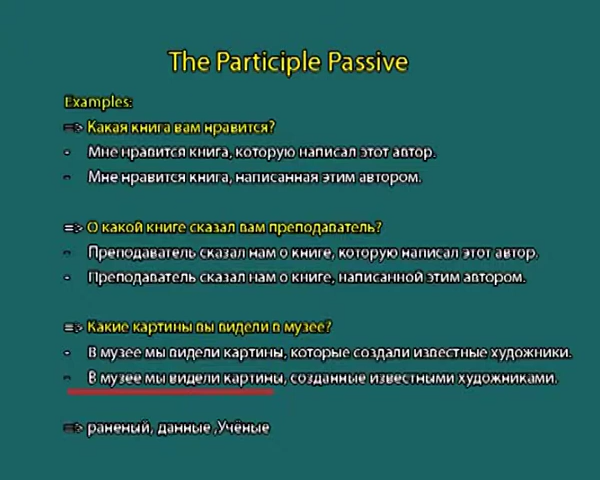 The Participle Passive
Examples:
=> Какая книга вам нравится?
- Мне нравится книга, которую написал этот автор.
- Мне нравится книга, написанная этим автором.
=> О какой книге сказал вам преподаватель?
- Преподаватель сказал нам о книге, которую написал этот автор.
- Преподаватель сказал нам о книге, написанной этим автором.
=> Какие картины вы видели в музее?
- В музее мы видели картины, которые создали известные художники.
- В музее мы видели картины, созданные известными художниками.
=> раненый, данные ,Учёные